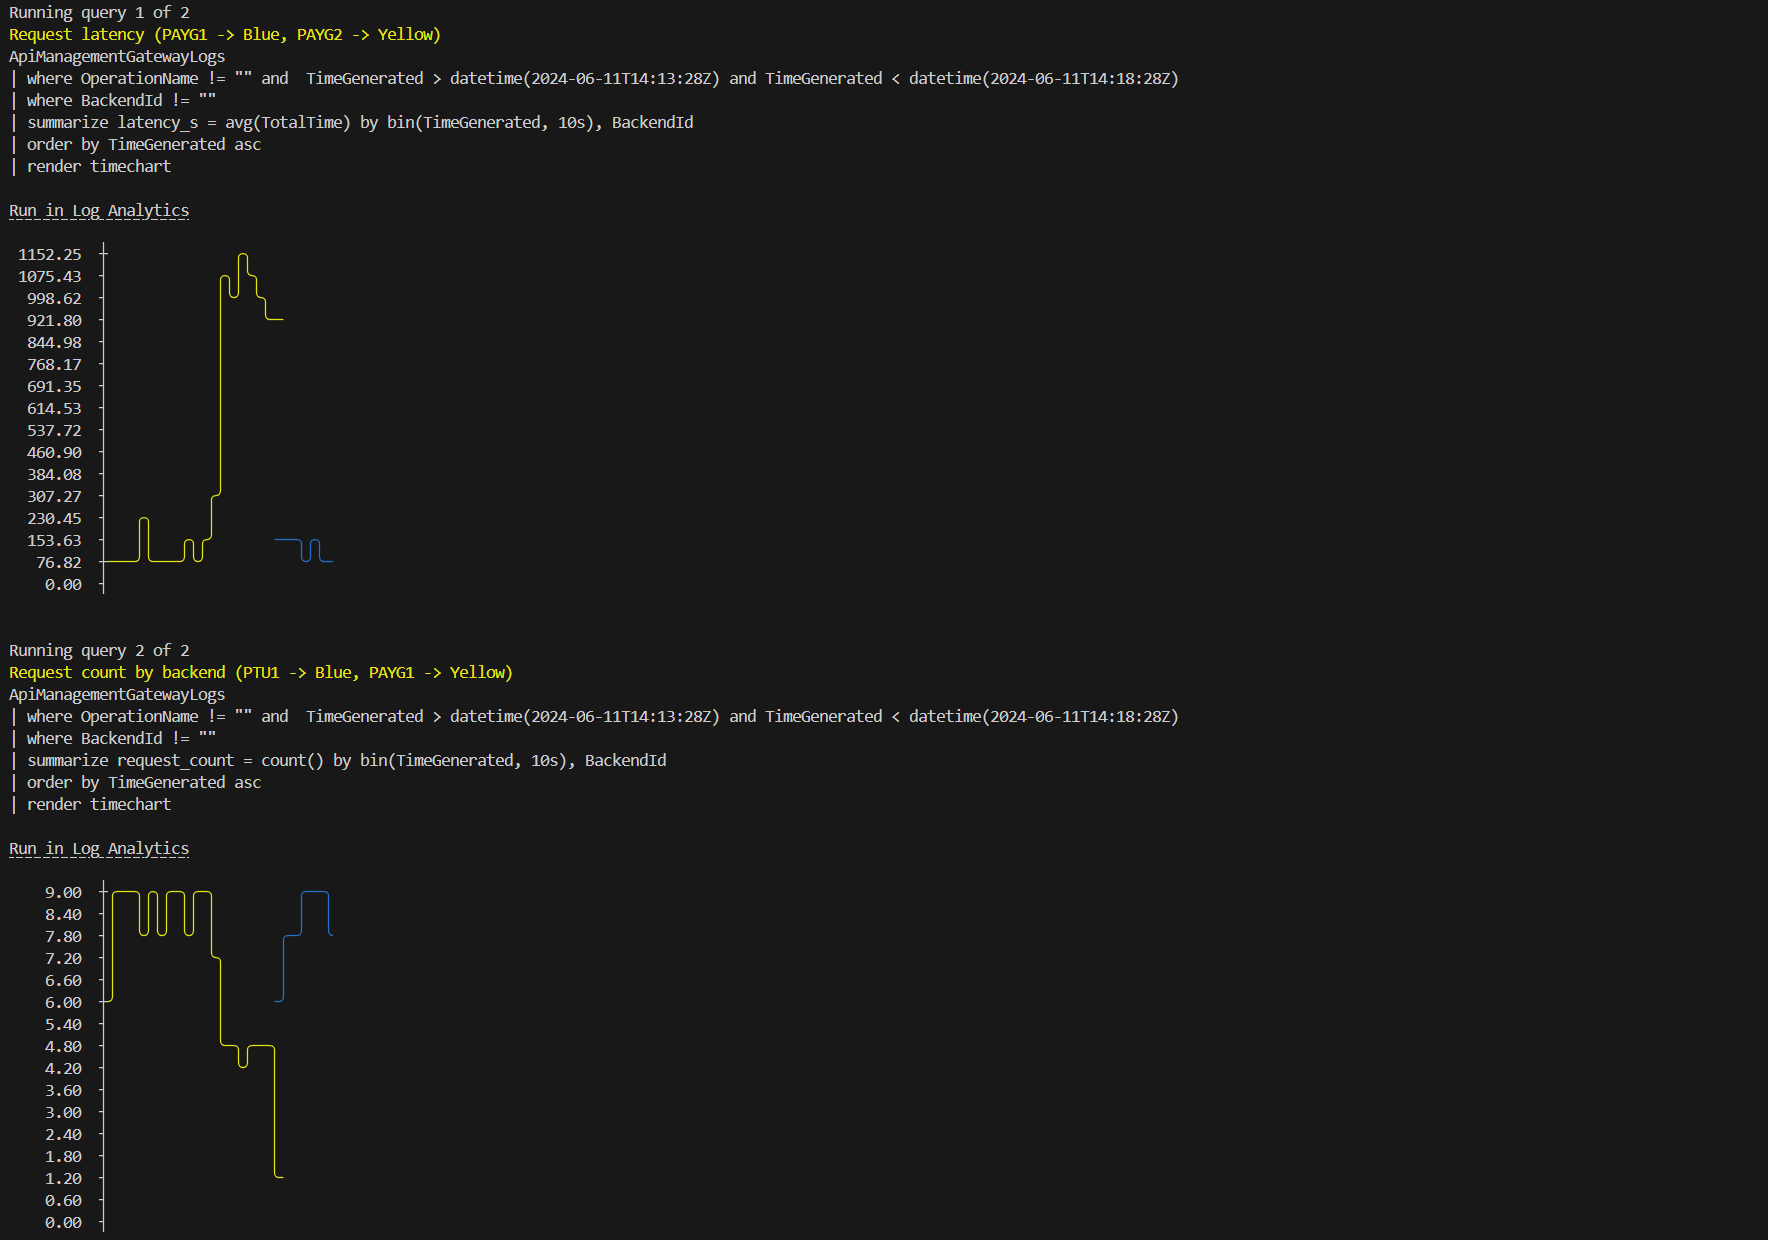 Running query 1 of 2
Request latency (PAYG1 -> Blue, PAYG2 -> Yellow)
ApiManagementGatewayLogs
| where OperationName != "" and  TimeGenerated > datetime(2024-06-11T14:13:28Z) and TimeGenerated < datetime(2024-06-11T14:18:28Z)
| where BackendId != ""
| summarize latency_s = avg(TotalTime) by bin(TimeGenerated, 10s), BackendId
| order by TimeGenerated asc
| render timechart
Run in Log Analytics
1152.25
1075.43
998.62
921.80
844.98
768.17
691.35
614.53
537.72
460.90
384.08
307.27
230.45
153.63
76.82
0.00
Running query 2 of 2
Request count by backend (PTU1 -> Blue, PAYG1 -> Yellow)
ApiManagementGatewayLogs
| where OperationName != "" and  TimeGenerated > datetime(2024-06-11T14:13:28Z) and TimeGenerated < datetime(2024-06-11T14:18:28Z)
| where BackendId != ""
| summarize request_count = count() by bin(TimeGenerated, 10s), BackendId
| order by TimeGenerated asc
| render timechart
Run in Log Analytics
9.00
8.40
7.80
7.20
6.60
6.00
5.40
4.80
4.20
3.60
3.00
2.40
1.80
1.20
0.60
0.00